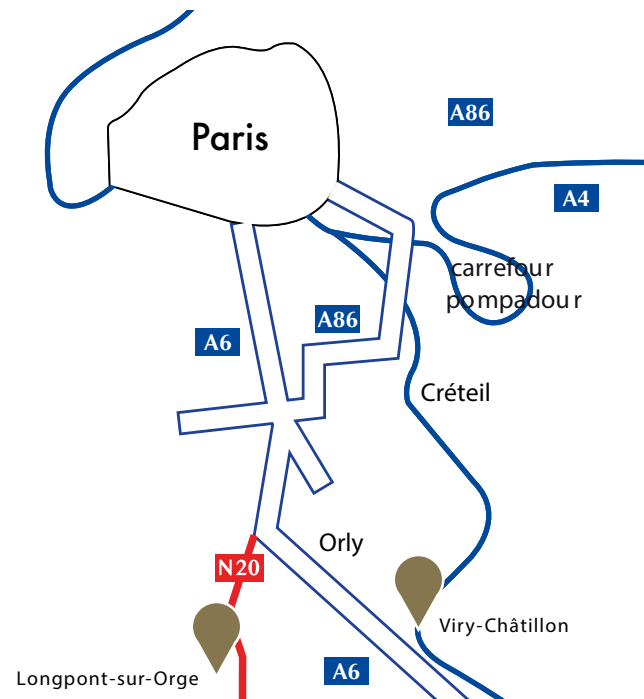 A86
Paris
A4
carrefour
pompadour
A86
A6
Créteil
Orly
N20
Viry-Châtillon
Longpont-sur-Orge
A6